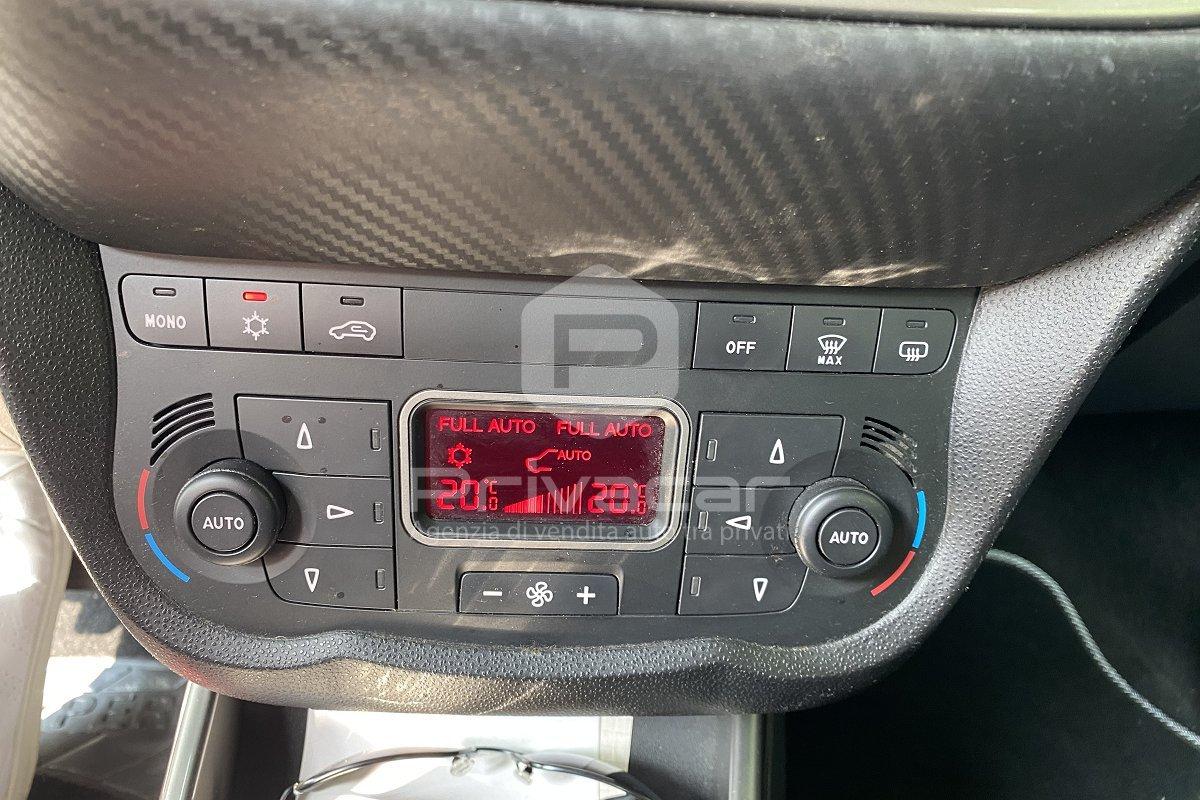 MONO
OFF
MAX
FULL AUTO FULL AUTO
AUTO
20.0°C 20.0°C
AUTO
AUTO
- +
P
Privatcar
Agenzia di vendita auto tra privati